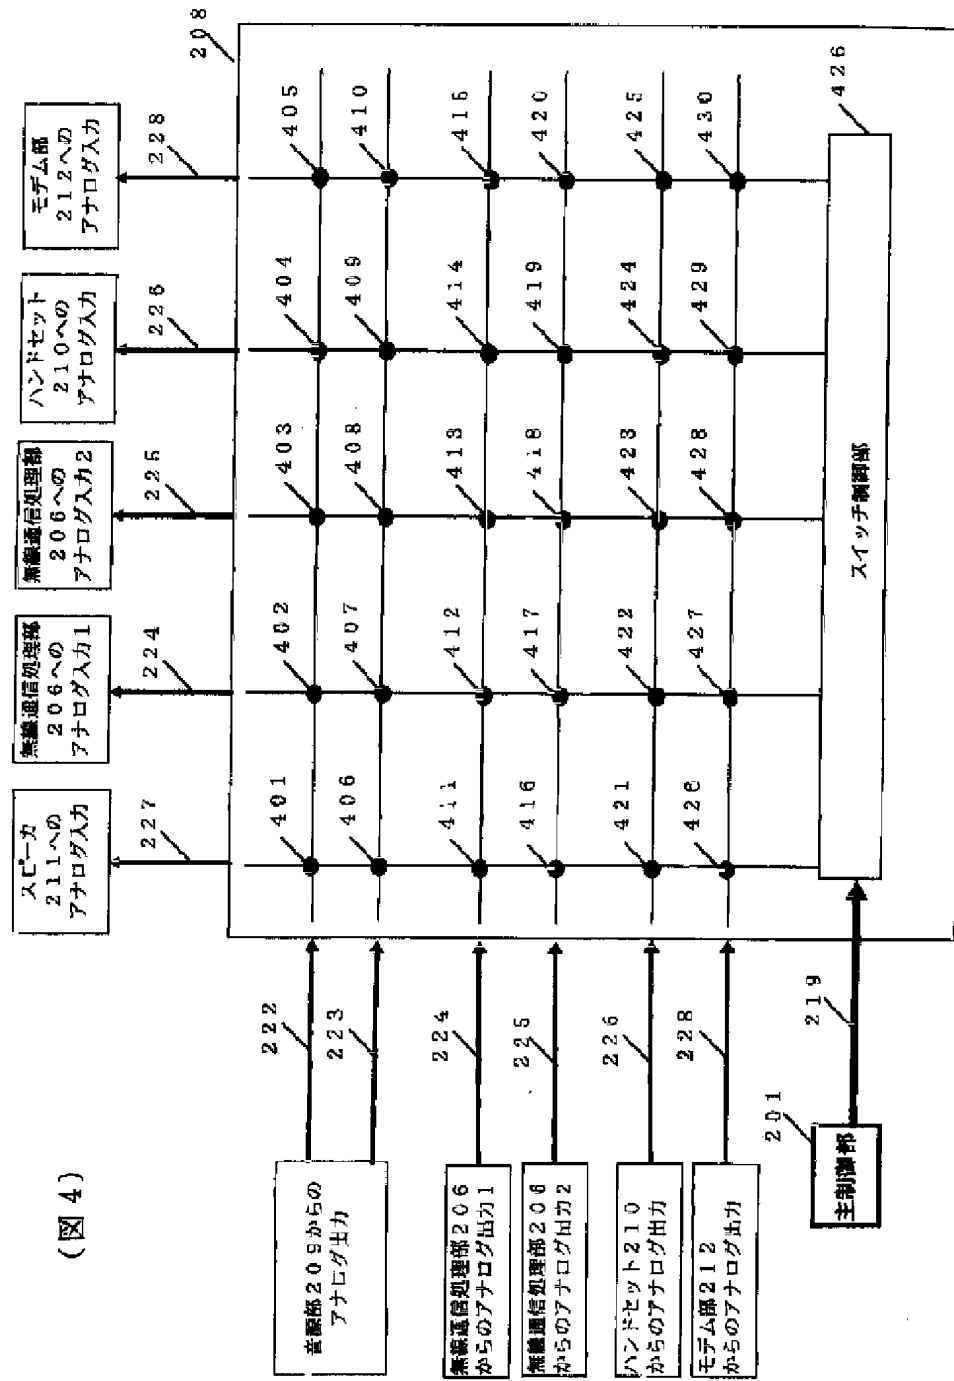 (図 4)
208
モデム部
212への
アナログ入力
228
ハンドセット
210への
アナログ入力
226
無線通信処理部
206への
アナログ入力2
225
無線通信処理部
206への
アナログ入力1
224
スピーカ
211への
アナログ入力
227
音源部209からの
アナログ出力
222
223
401
402
403
404
405
406
407
408
409
410
無線通信処理部206
からのアナログ出力1
224
411
412
413
414
415
無線通信処理部206
からのアナログ出力2
225
416
417
418
419
420
ハンドセット210
からのアナログ出力
226
421
422
423
424
425
モデム部212
からのアナログ出力
228
426
427
428
429
430
主制御部
201
219
スイッチ制御部
426